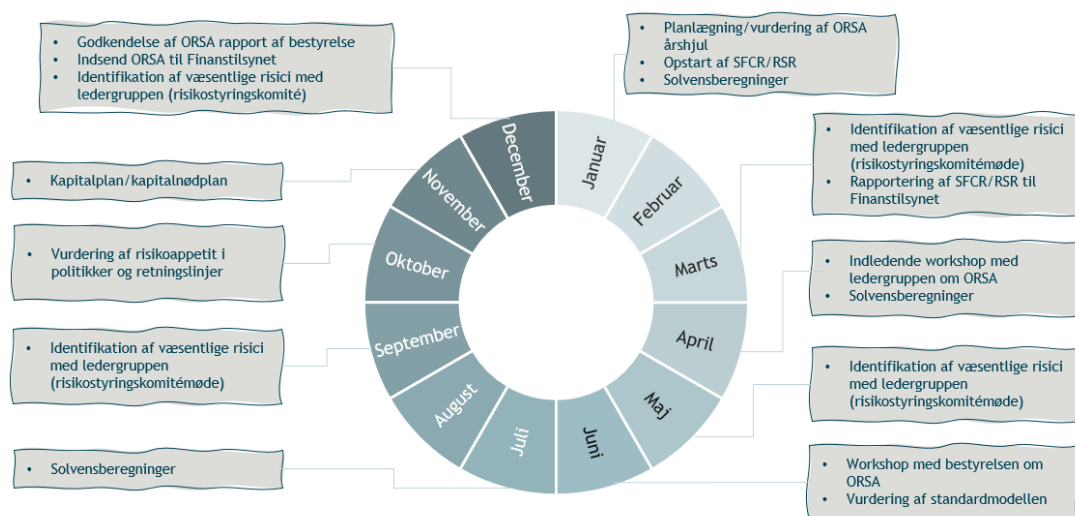 • Godkendelse af ORSA rapport af bestyrelse
• Indsend ORSA til Finanstilsynet
• Identifikation af væsentlige risici med
ledergruppen (risikostyringskomité)
• Planlægning/vurdering af ORSA
årshjul
• Opstart af SFCR/RSR
• Solvensberegninger
• Identifikation af væsentlige risici
med ledergruppen
(risikostyringskomitémøde)
• Rapportering af SFCR/RSR til
Finanstilsynet
• Indledende workshop med
ledergruppen om ORSA
• Solvensberegninger
• Identifikation af væsentlige risici
med ledergruppen
(risikostyringskomitémøde)
• Workshop med bestyrelsen om
ORSA
• Vurdering af standardmodellen
• Solvensberegninger
• Identifikation af væsentlige risici
med ledergruppen
(risikostyringskomitémøde)
• Vurdering af risikoappetit i
politikker og retningslinjer
• Kapitalplan/kapitalnødplan
Januar
Februar
Marts
April
Maj
Juni
Juli
August
September
Oktober
November
December